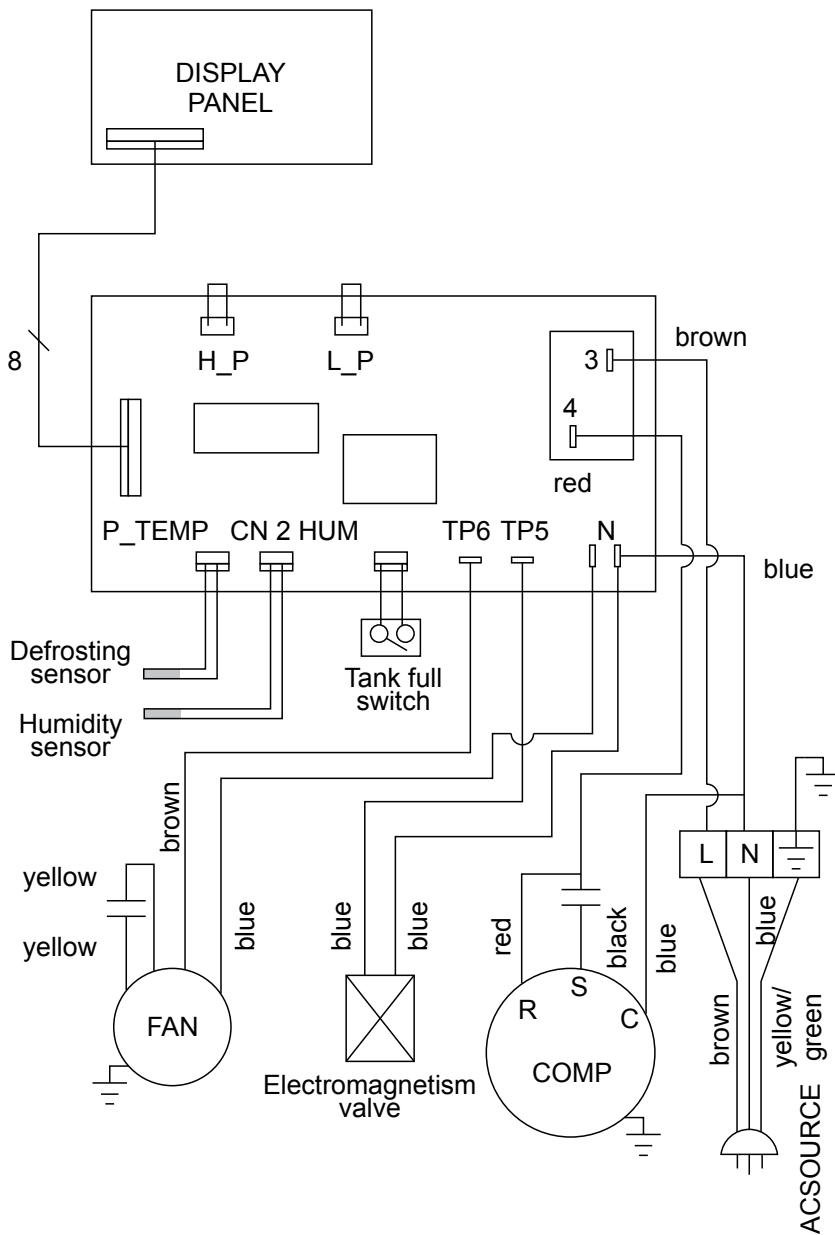 DISPLAY
PANEL
8
H_P
L_P
3
4
red
brown
P_TEMP
CN 2 HUM
TP6
TP5
N
blue
Defrosting
sensor
Humidity
sensor
Tank full
switch
brown
yellow
yellow
blue
blue
blue
red
black
blue
L
N
blue
brown
yellow/
green
FAN
Electromagnetism
valve
R
S
C
COMP
ACSOURCE